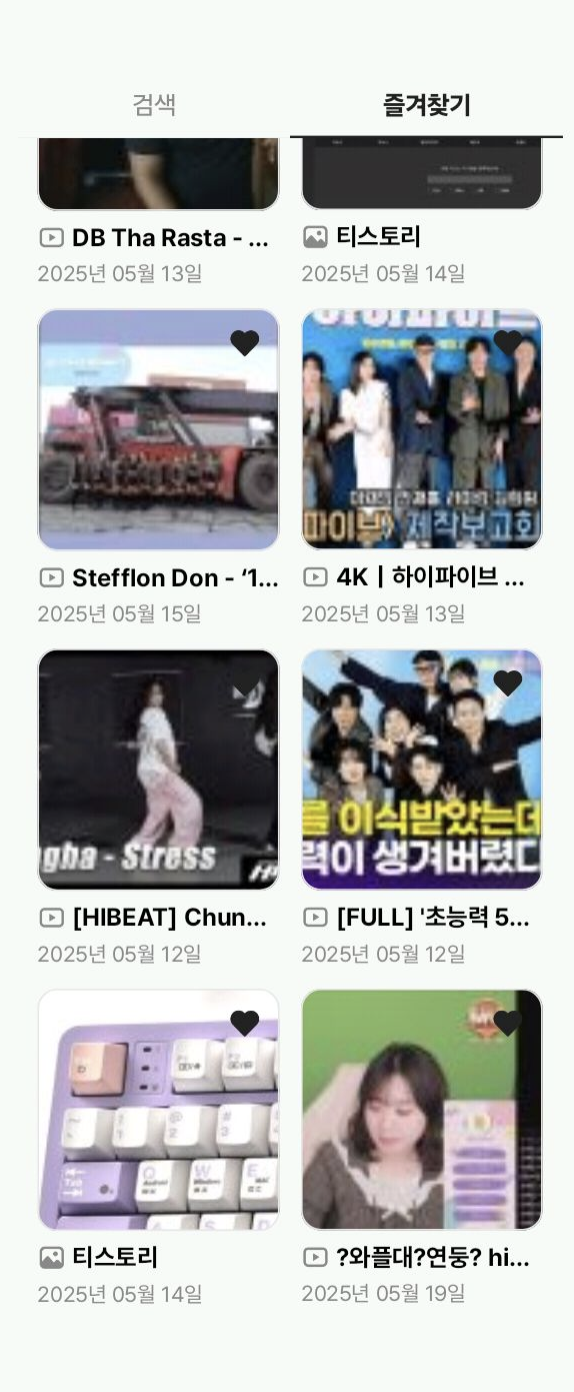 검색
즐겨찾기
DB Tha Rasta - ...
티스토리
2025년 05월 13일
2025년 05월 14일
Stefflon Don - ‘1...
제작보고회
4K | 하이파이브 ...
2025년 05월 15일
2025년 05월 13일
gha - Stress
를 이식받았는데
력이 생겨버렸다
[HIBEAT] Chun...
[FULL] '초능력 5...
2025년 05월 12일
2025년 05월 12일
Tab
Q
W
E
A
S
D
티스토리
?와플대?연둥? hi...
2025년 05월 14일
2025년 05월 19일